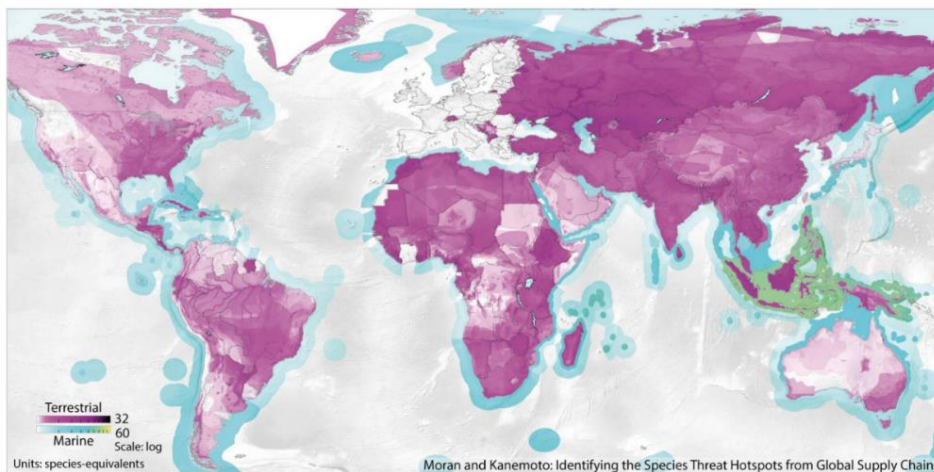 Terrestrial
32
60
Marine
Scale: log
Units: species-equivalents
Moran and Kanemoto: Identifying the Species Threat Hotspots from Global Supply Chain